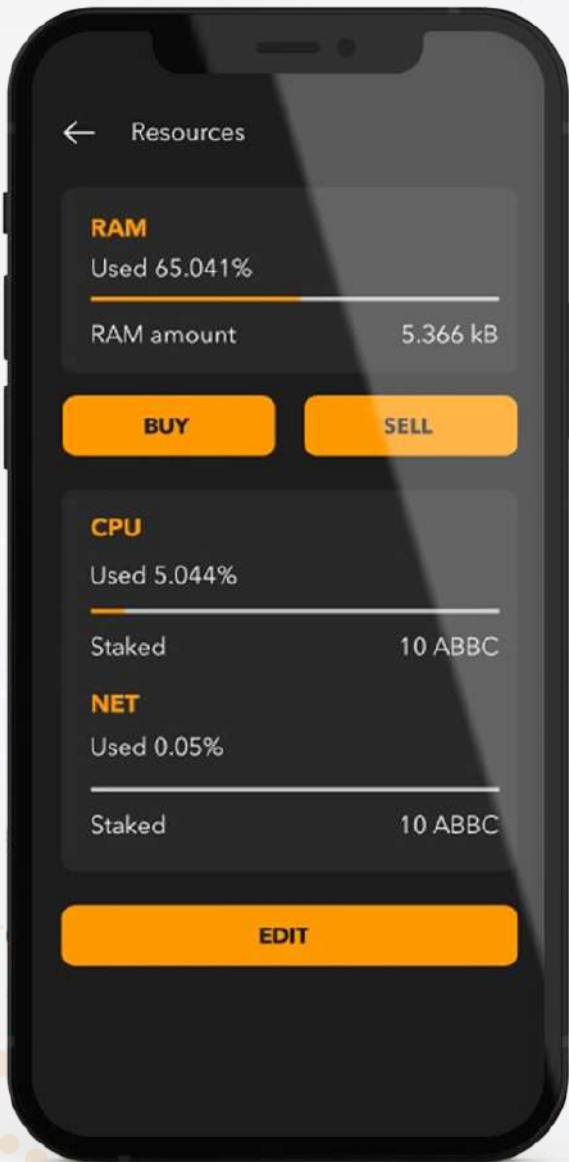 Resources
RAM
Used 65.041%
RAM amount 5.366 kB
BUY SELL
CPU
Used 5.044%
Staked 10 ABBC
NET
Used 0.05%
Staked 10 ABBC
EDIT